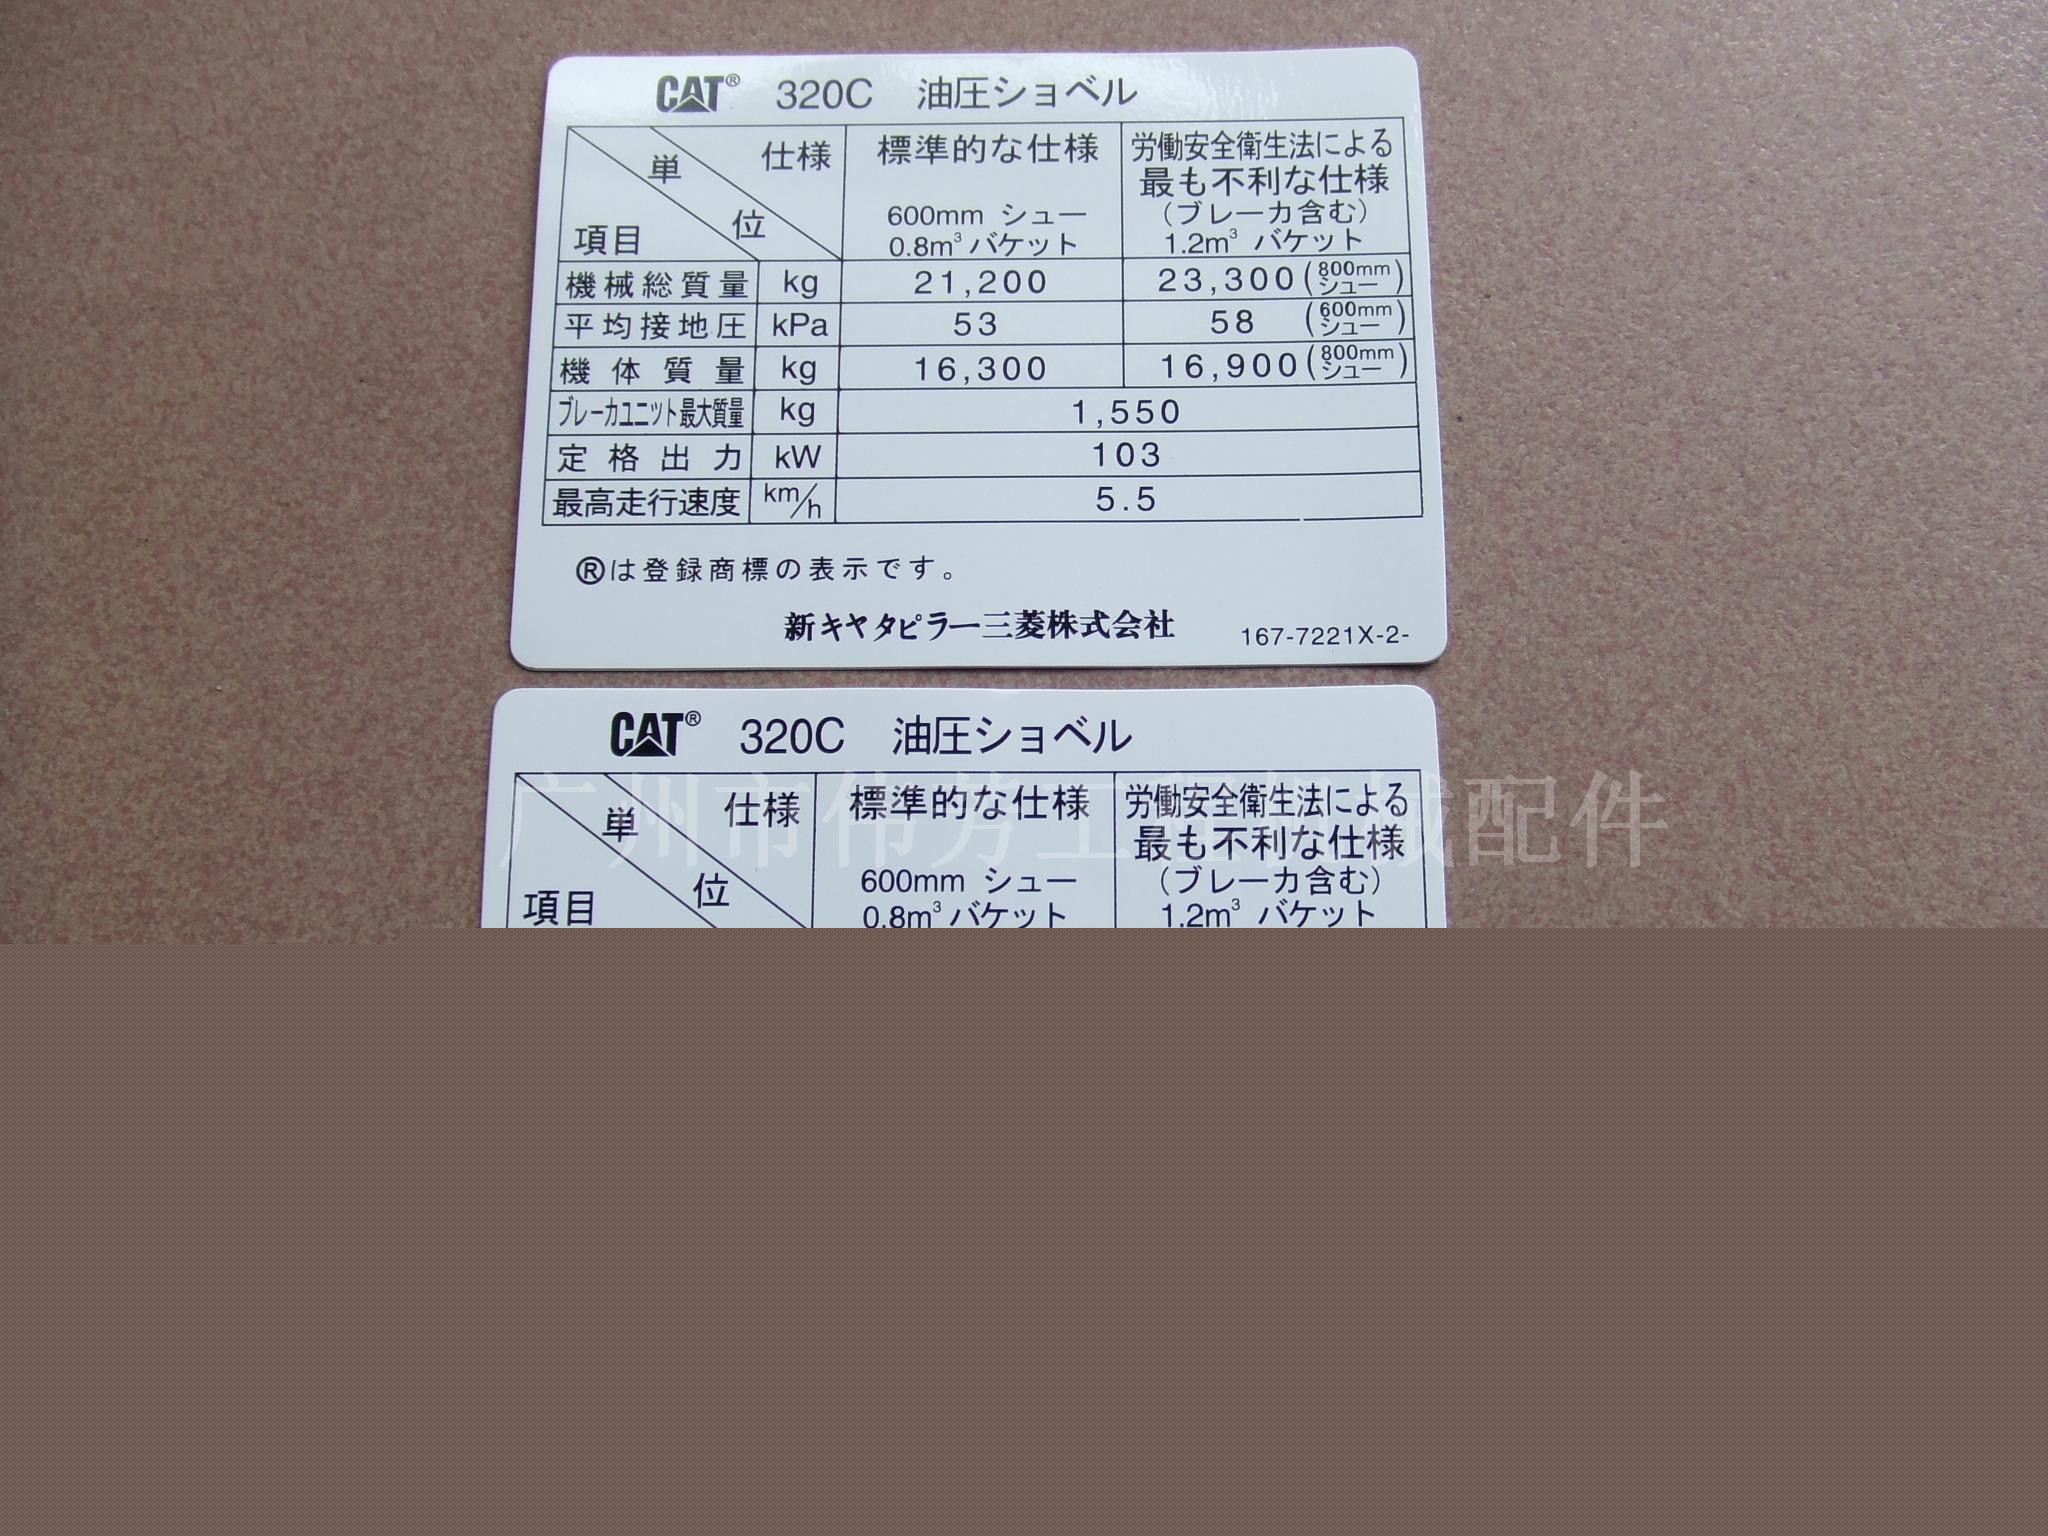 CAT® 320C 油圧ショベル
単 位 仕様 項目
標準的な仕様
600mm シュー
0.8m³ バケット
労働安全衛生法による
最も不利な仕様
(ブレーカ含む)
1.2m³ バケット
機械総質量 kg 21,200 23,300 (800mm シュー)
平均接地圧 kPa 53 58 (600mm シュー)
機体質量 kg 16,300 16,900 (800mm シュー)
ブレーカユニット最大質量 kg 1,550
定格出力 kW 103
最高走行速度 km/h 5.5
®は登録商標の表示です。
新キヤタピラー三菱株式会社 167-7221X-2-
CAT® 320C 油圧ショベル
単 位 仕様 項目
標準的な仕様
600mm シュー
0.8m³ バケット
労働安全衛生法による
最も不利な仕様
(ブレーカ含む)
1.2m³ バケット
广州市伟芳工程机械配件